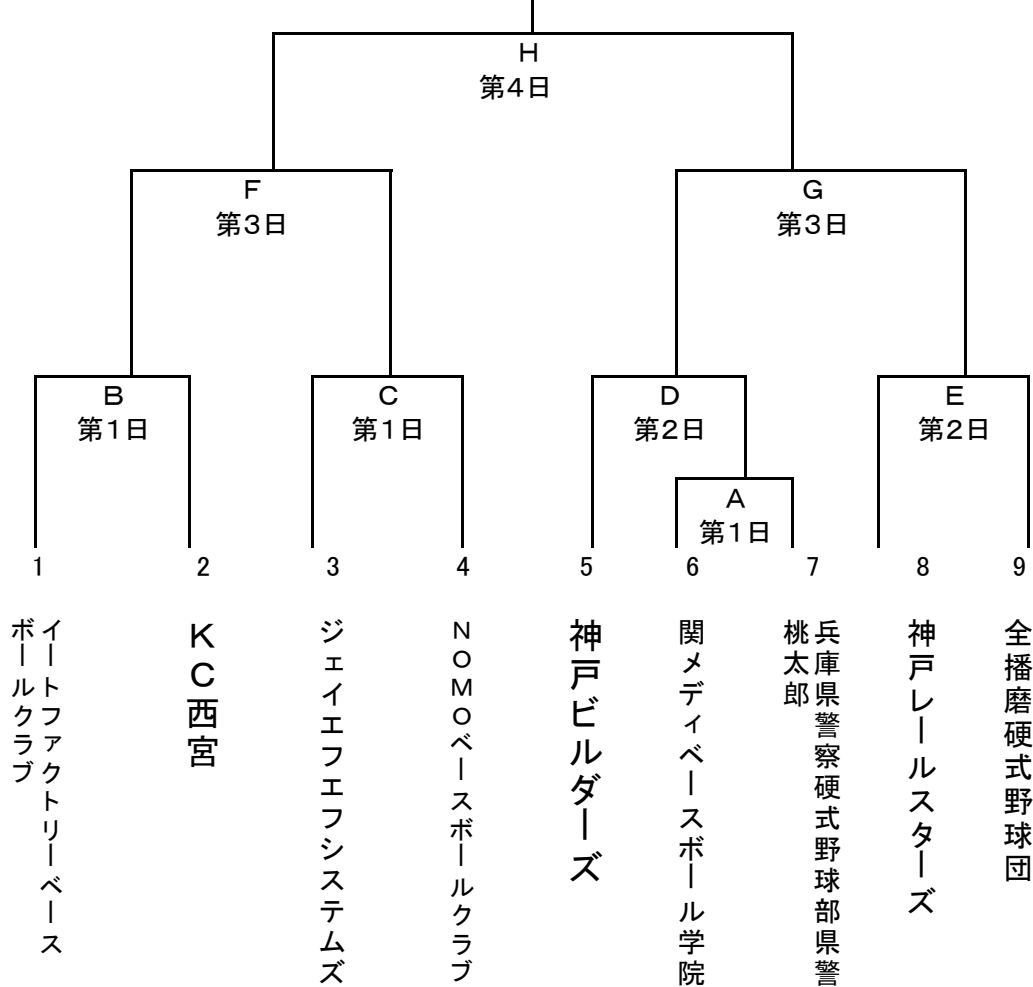 H
第4日
F
第3日
G
第3日
B
第1日
C
第1日
D
第2日
E
第2日
A
第1日
1
2
3
4
5
6
7
8
9
イートファクトリーベース
ボールクラブ
KC西宮
ジェイエフエフシステムズ
NOMOベースボールクラブ
神戸ビルダーズ
関メディベースボール学院
兵庫県警察硬式野球部県警
桃太郎
神戸レールスターズ
全播磨硬式野球団